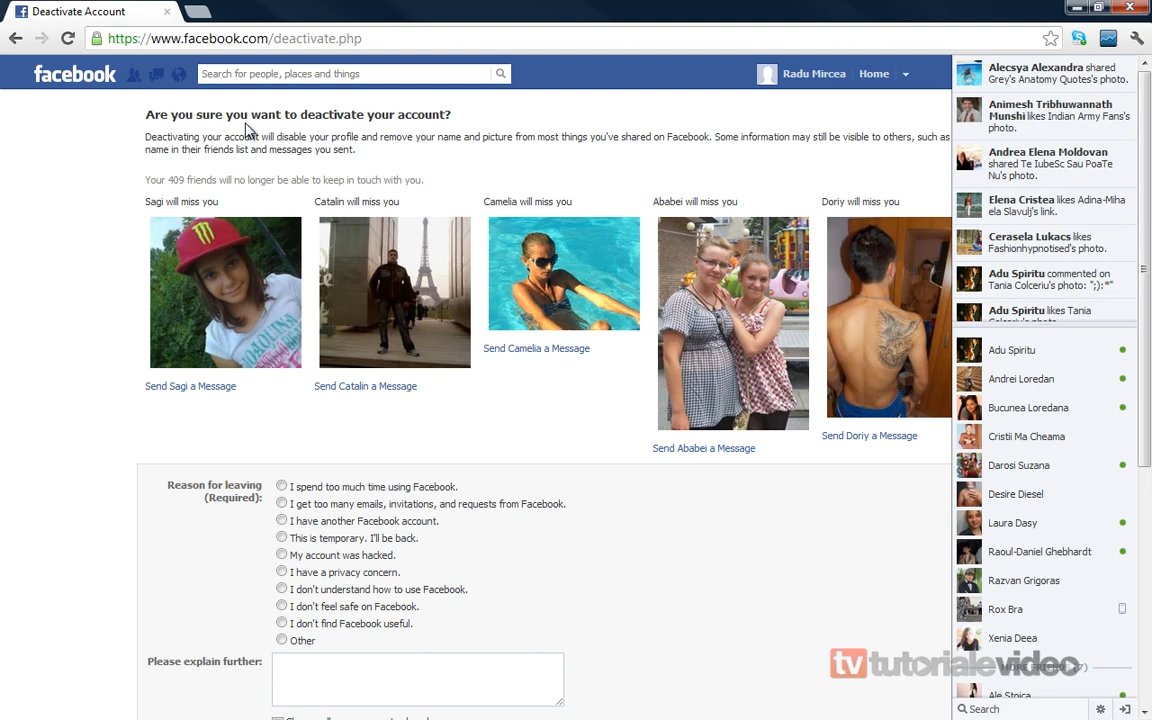 Deactivate Account
https://www.facebook.com/deactivate.php
facebook
Search for people, places and things
Radu Mircea
Home
Are you sure you want to deactivate your account?
Deactivating your account will disable your profile and remove your name and picture from most things you've shared on Facebook. Some information may still be visible to others, such as
name in their friends list and messages you sent.
Your 409 friends will no longer be able to keep in touch with you.
Sagi will miss you
Catalin will miss you
Camelia will miss you
Ababei will miss you
Doriy will miss you
Send Sagi a Message
Send Catalin a Message
Send Camelia a Message
Send Ababei a Message
Send Doriy a Message
Reason for leaving
(Required):
I spend too much time using Facebook.
I get too many emails, invitations, and requests from Facebook.
I have another Facebook account.
This is temporary. I'll be back.
My account was hacked.
I have a privacy concern.
I don't understand how to use Facebook.
I don't feel safe on Facebook.
I don't find Facebook useful.
Other
Please explain further:
Alecsya Alexandra shared
Grey's Anatomy Quotes's photo.
Animesh Tribhuwannath
Munshi likes Indian Army Fans's
photo.
Andrea Elena Moldovan
shared Te IubeSc Sau PoaTe
Nu's photo.
Elena Cristea likes Adina-Miha
ela Slavulj's link.
Cerasela Lukacs likes
Fashionhypnotised's photo.
Adu Spiritu commented on
Tania Colceriu's photo: ";):*"
Adu Spiritu likes Tania
Colceriu's photo.
Adu Spiritu
Andrei Loredan
Bucunea Loredana
Cristii Ma Cheama
Darosi Suzana
Desire Diesel
Laura Dasy
Raoul-Daniel Ghebhardt
Razvan Grigoras
Rox Bra
Xenia Deea
MORE FRIENDS (7)
Ale Stoica
Search
tv tutorialevideo